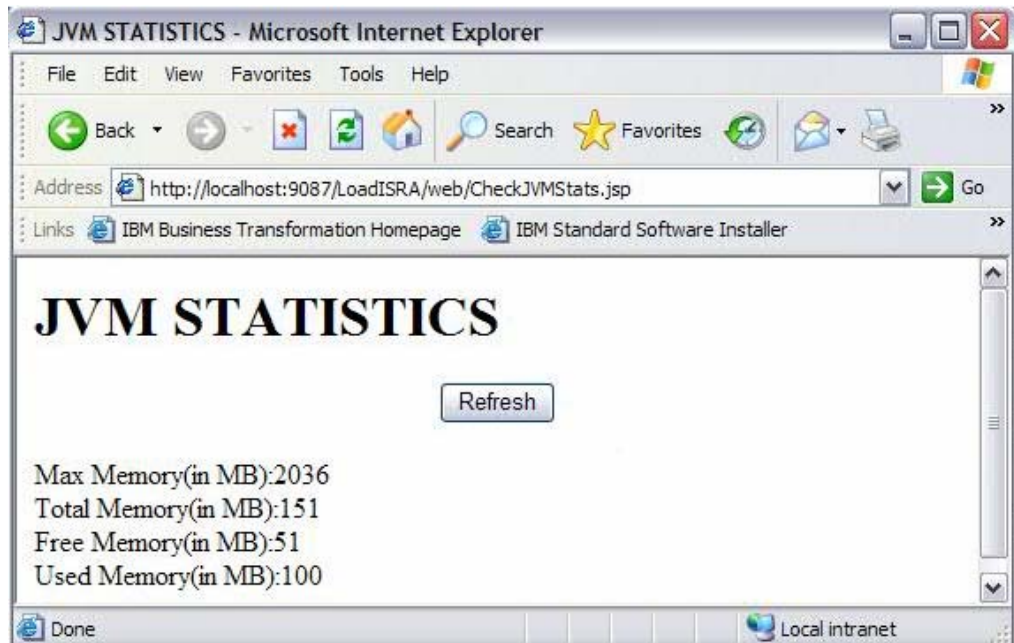 JVM STATISTICS - Microsoft Internet Explorer
File Edit View Favorites Tools Help
Back Search Favorites »
Address http://localhost:9087/LoadISRA/web/CheckJVMStats.jsp Go
Links IBM Business Transformation Homepage IBM Standard Software Installer »
JVM STATISTICS
Refresh
Max Memory(in MB):2036
Total Memory(in MB):151
Free Memory(in MB):51
Used Memory(in MB):100
Done Local intranet